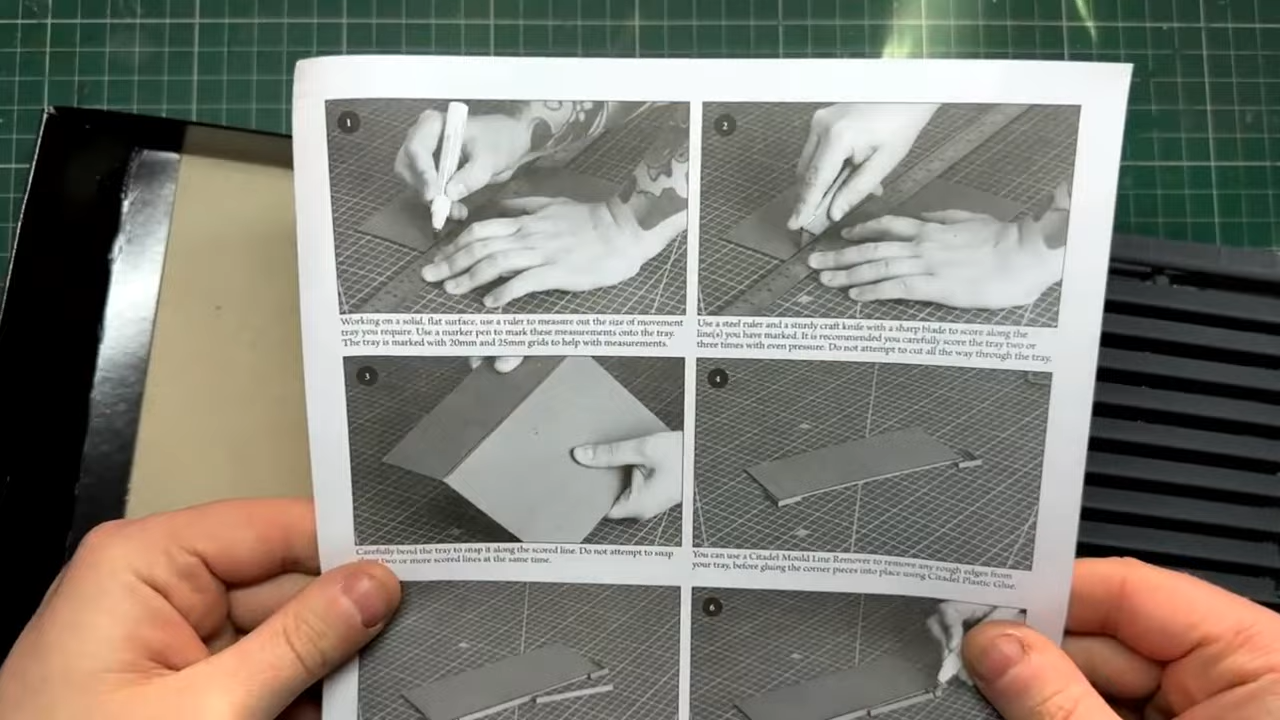 1
2
Working on a solid, flat surface, use a ruler to measure out the size of movement
tray you require. Use a marker pen to mark these measurements onto the tray.
The tray is marked with 20mm and 25mm grids to help with measurements.
Use a steel ruler and a sturdy craft knife with a sharp blade to score along the
line(s) you have marked. It is recommended you carefully score the tray two or
three times with even pressure. Do not attempt to cut all the way through the tray.
3
4
Carefully bend the tray to snap it along the scored line. Do not attempt to snap
two or more scored lines at the same time.
You can use a Citadel Mould Line Remover to remove any rough edges from
your tray, before gluing the corner pieces into place using Citadel Plastic Glue.
6